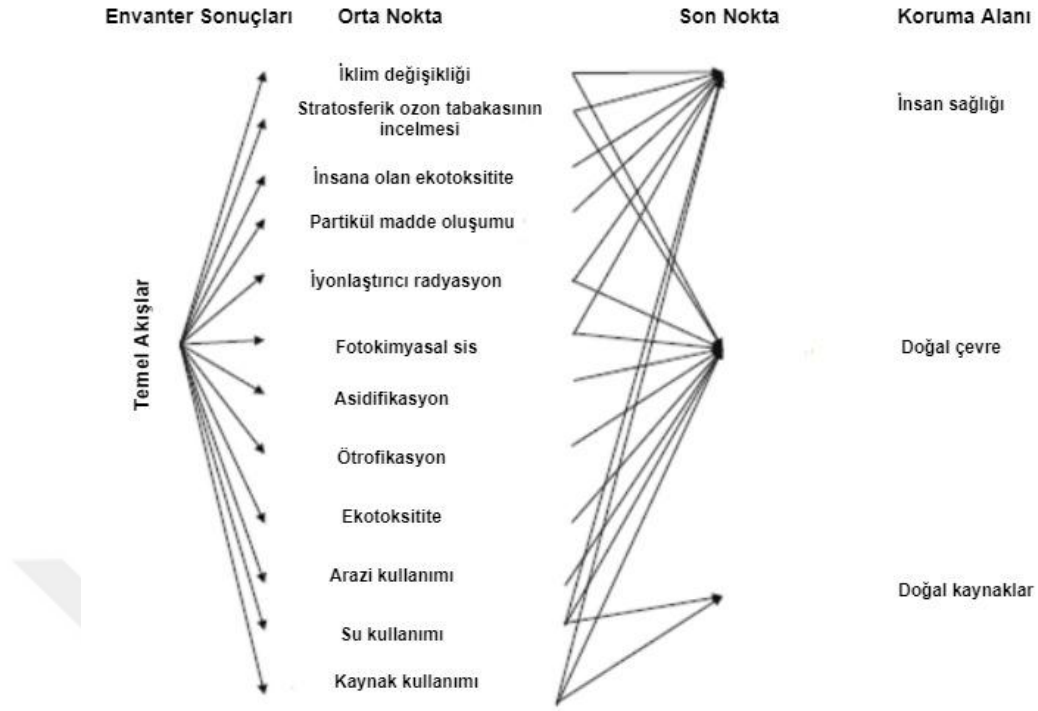 Envanter Sonuçları Orta Nokta Son Nokta Koruma Alanı
İklim değişikliği
İnsan sağlığı
Stratosferik ozon tabakasının
incelmesi
İnsana olan ekotoksitite
Partikül madde oluşumu
İyonlaştırıcı radyasyon
Temel Akışlar
Fotokimyasal sis
Doğal çevre
Asidifikasyon
Ötrofikasyon
Ekotoksitite
Arazi kullanımı
Doğal kaynaklar
Su kullanımı
Kaynak kullanımı